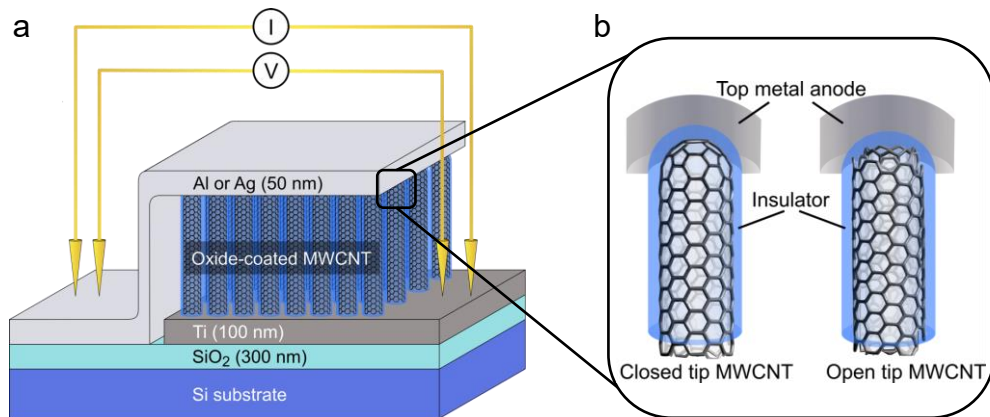 a
I
V
Al or Ag (50 nm)
Oxide-coated MWCNT
Ti (100 nm)
SiO₂ (300 nm)
Si substrate
b
Top metal anode
Insulator
Closed tip MWCNT
Open tip MWCNT